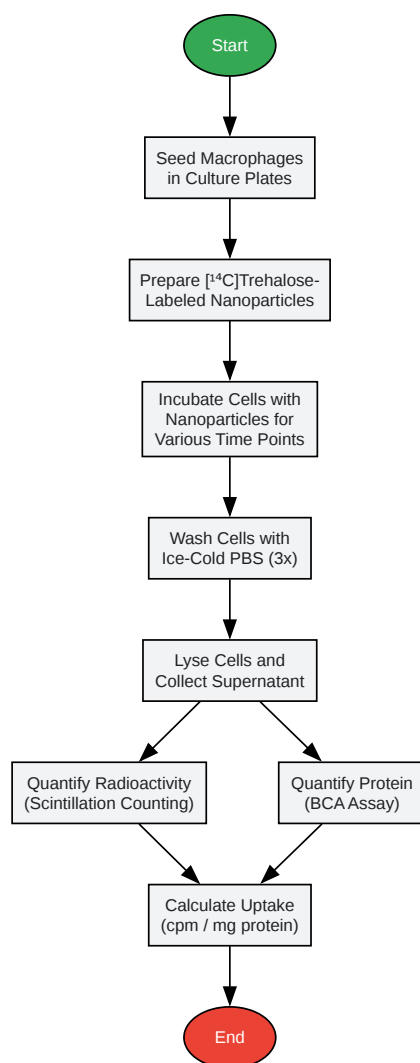 Start
Seed Macrophages
in Culture Plates
Prepare [¹⁴C]Trehalose-
Labeled Nanoparticles
Incubate Cells with
Nanoparticles for
Various Time Points
Wash Cells with
Ice-Cold PBS (3x)
Lyse Cells and
Collect Supernatant
Quantify Radioactivity
(Scintillation Counting)
Quantify Protein
(BCA Assay)
Calculate Uptake
(cpm / mg protein)
End